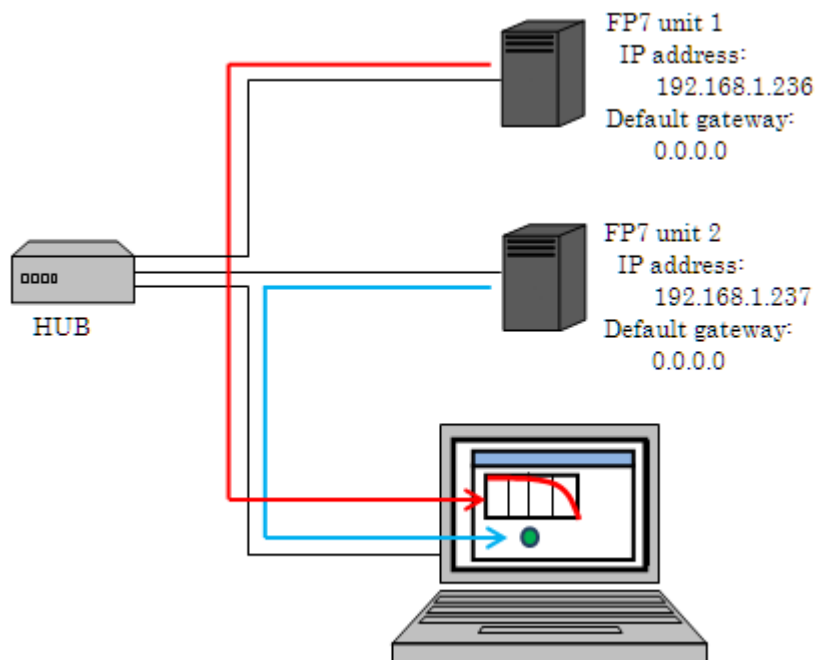 FP7 unit 1
IP address:
192.168.1.236
Default gateway:
0.0.0.0
FP7 unit 2
IP address:
192.168.1.237
Default gateway:
0.0.0.0
HUB